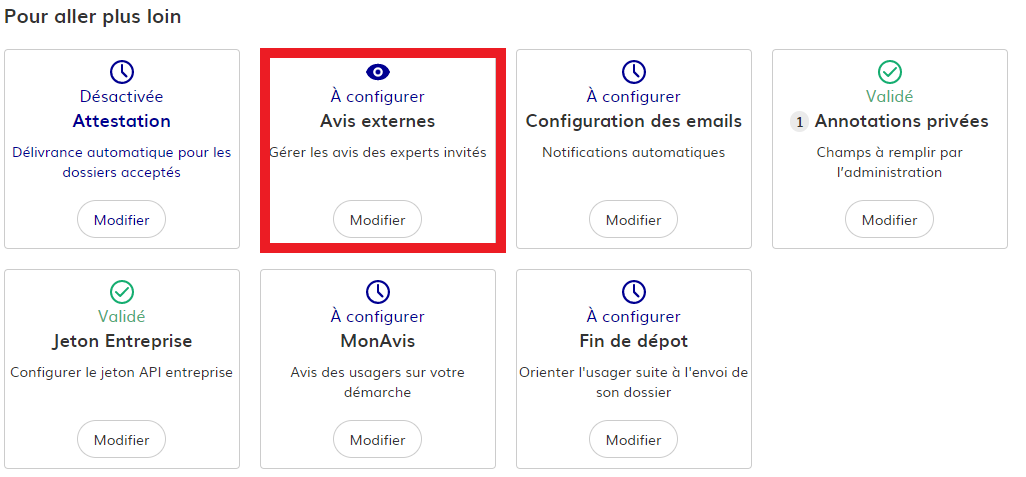 Pour aller plus loin
Désactivée
Attestation
Délivrance automatique pour les
dossiers acceptés
Modifier
À configurer
Avis externes
Gérer les avis des experts invités
Modifier
À configurer
Configuration des emails
Notifications automatiques
Modifier
Validé
1 Annotations privées
Champs à remplir par
l'administration
Modifier
Validé
Jeton Entreprise
Configurer le jeton API entreprise
Modifier
À configurer
MonAvis
Avis des usagers sur votre
démarche
Modifier
À configurer
Fin de dépot
Orienter l'usager suite à l'envoi de
son dossier
Modifier